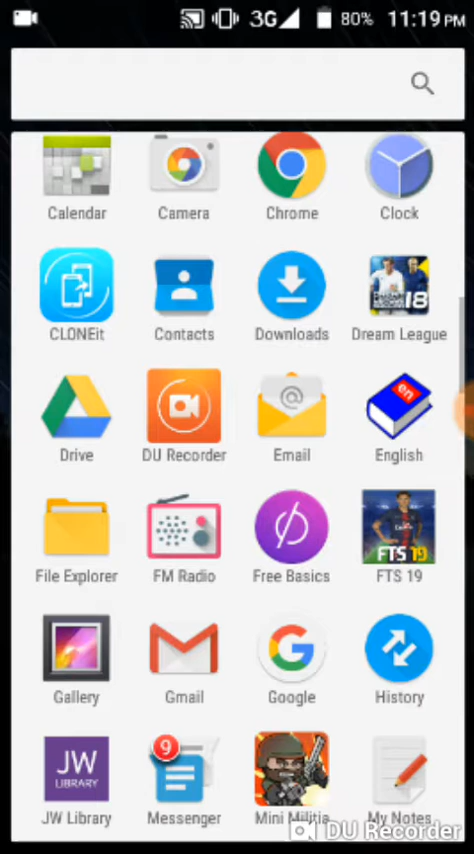 3G 80% 11:19 PM
Calendar Camera Chrome Clock
18
CLONEit Contacts Downloads Dream League
en
Drive DU Recorder Email English
FTS 19
File Explorer FM Radio Free Basics FTS 19
Gallery Gmail Google History
JW
LIBRARY
9
JW Library Messenger Mini Militia My Notes
DU Recorder